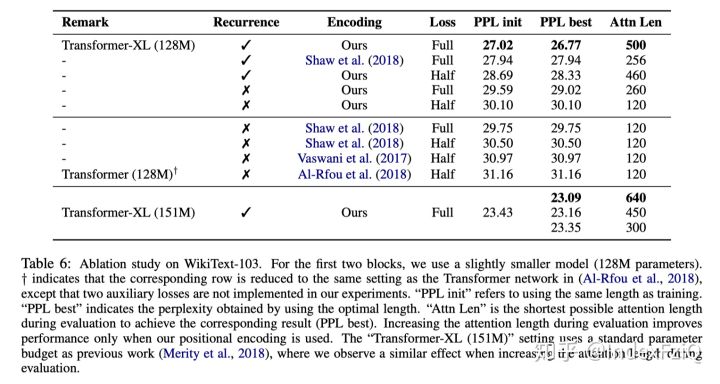 Remark Recurrence Encoding Loss PPL init PPL best Attn Len
Transformer-XL (128M) ✓ Ours Full 27.02 26.77 500
- ✓ Shaw et al. (2018) Full 27.94 27.94 256
- ✓ Ours Half 28.69 28.33 460
- ✗ Ours Full 29.59 29.02 260
- ✗ Ours Half 30.10 30.10 120
- ✗ Shaw et al. (2018) Full 29.75 29.75 120
- ✗ Shaw et al. (2018) Half 30.50 30.50 120
- ✗ Vaswani et al. (2017) Half 30.97 30.97 120
Transformer (128M)† ✗ Al-Rfou et al. (2018) Half 31.16 31.16 120
23.09 640
Transformer-XL (151M) ✓ Ours Full 23.43 23.16 450
23.35 300
Table 6: Ablation study on WikiText-103. For the first two blocks, we use a slightly smaller model (128M parameters).
† indicates that the corresponding row is reduced to the same setting as the Transformer network in (Al-Rfou et al., 2018),
except that two auxiliary losses are not implemented in our experiments. “PPL init” refers to using the same length as training.
“PPL best” indicates the perplexity obtained by using the optimal length. “Attn Len” is the shortest possible attention
length during evaluation to achieve the corresponding result (PPL best). Increasing the attention length during evaluation improves
performance only when our positional encoding is used. The “Transformer-XL (151M)” setting uses a standard parameter
budget as previous work (Merity et al., 2018), where we observe a similar effect when increasing the attention length during
evaluation.